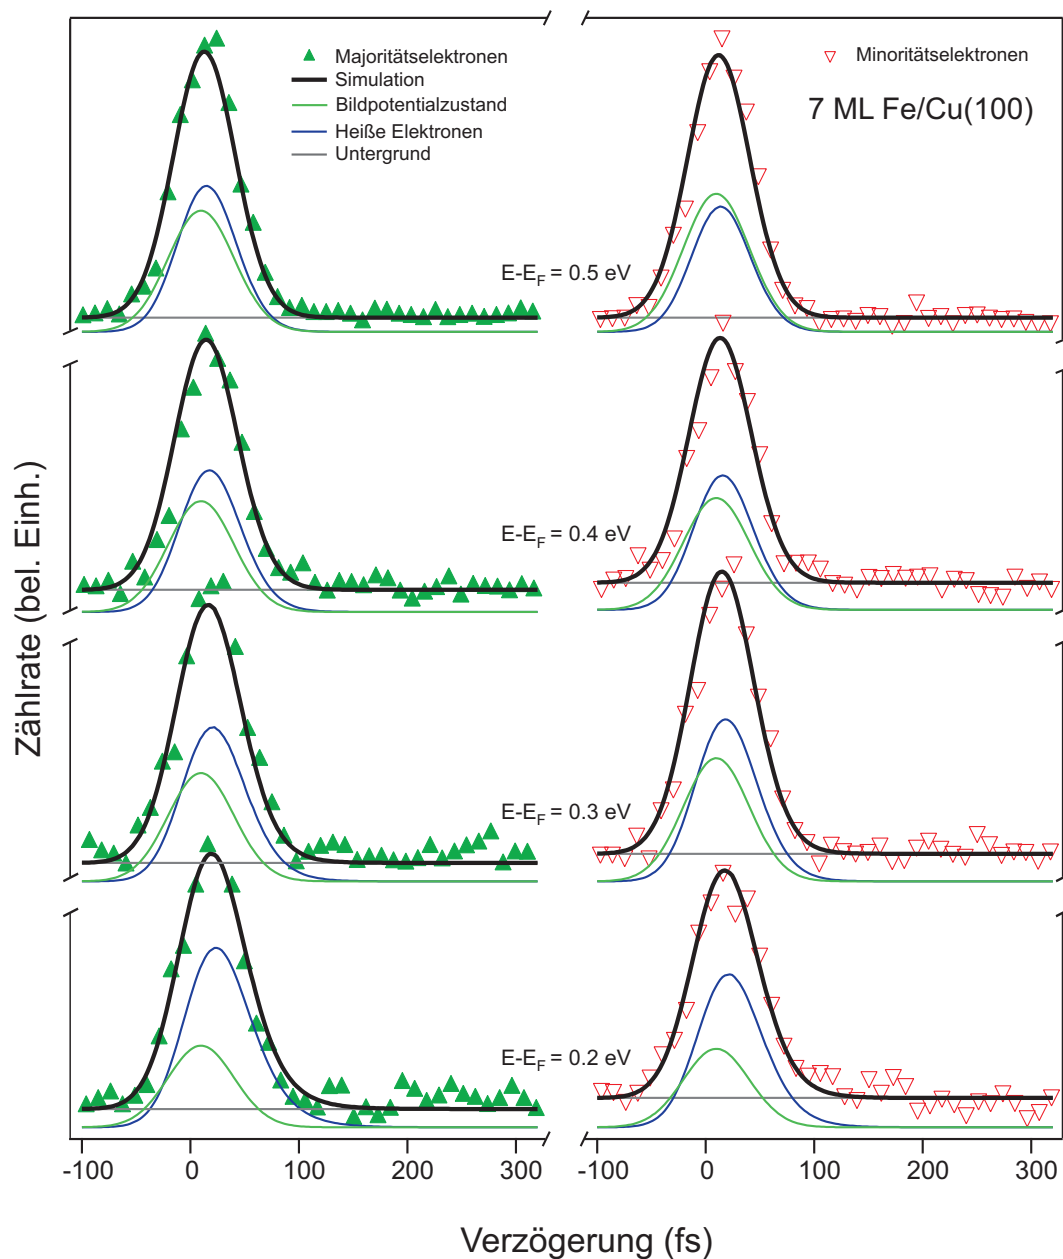 Majoritätselektronen
Simulation
Bildpotentialzustand
Heiße Elektronen
Untergrund
Minoritätselektronen
7 ML Fe/Cu(100)
E-EF = 0.5 eV
E-EF = 0.4 eV
E-EF = 0.3 eV
E-EF = 0.2 eV
Zählrate (bel. Einh.)
-100 0 100 200 300
-100 0 100 200 300
Verzögerung (fs)